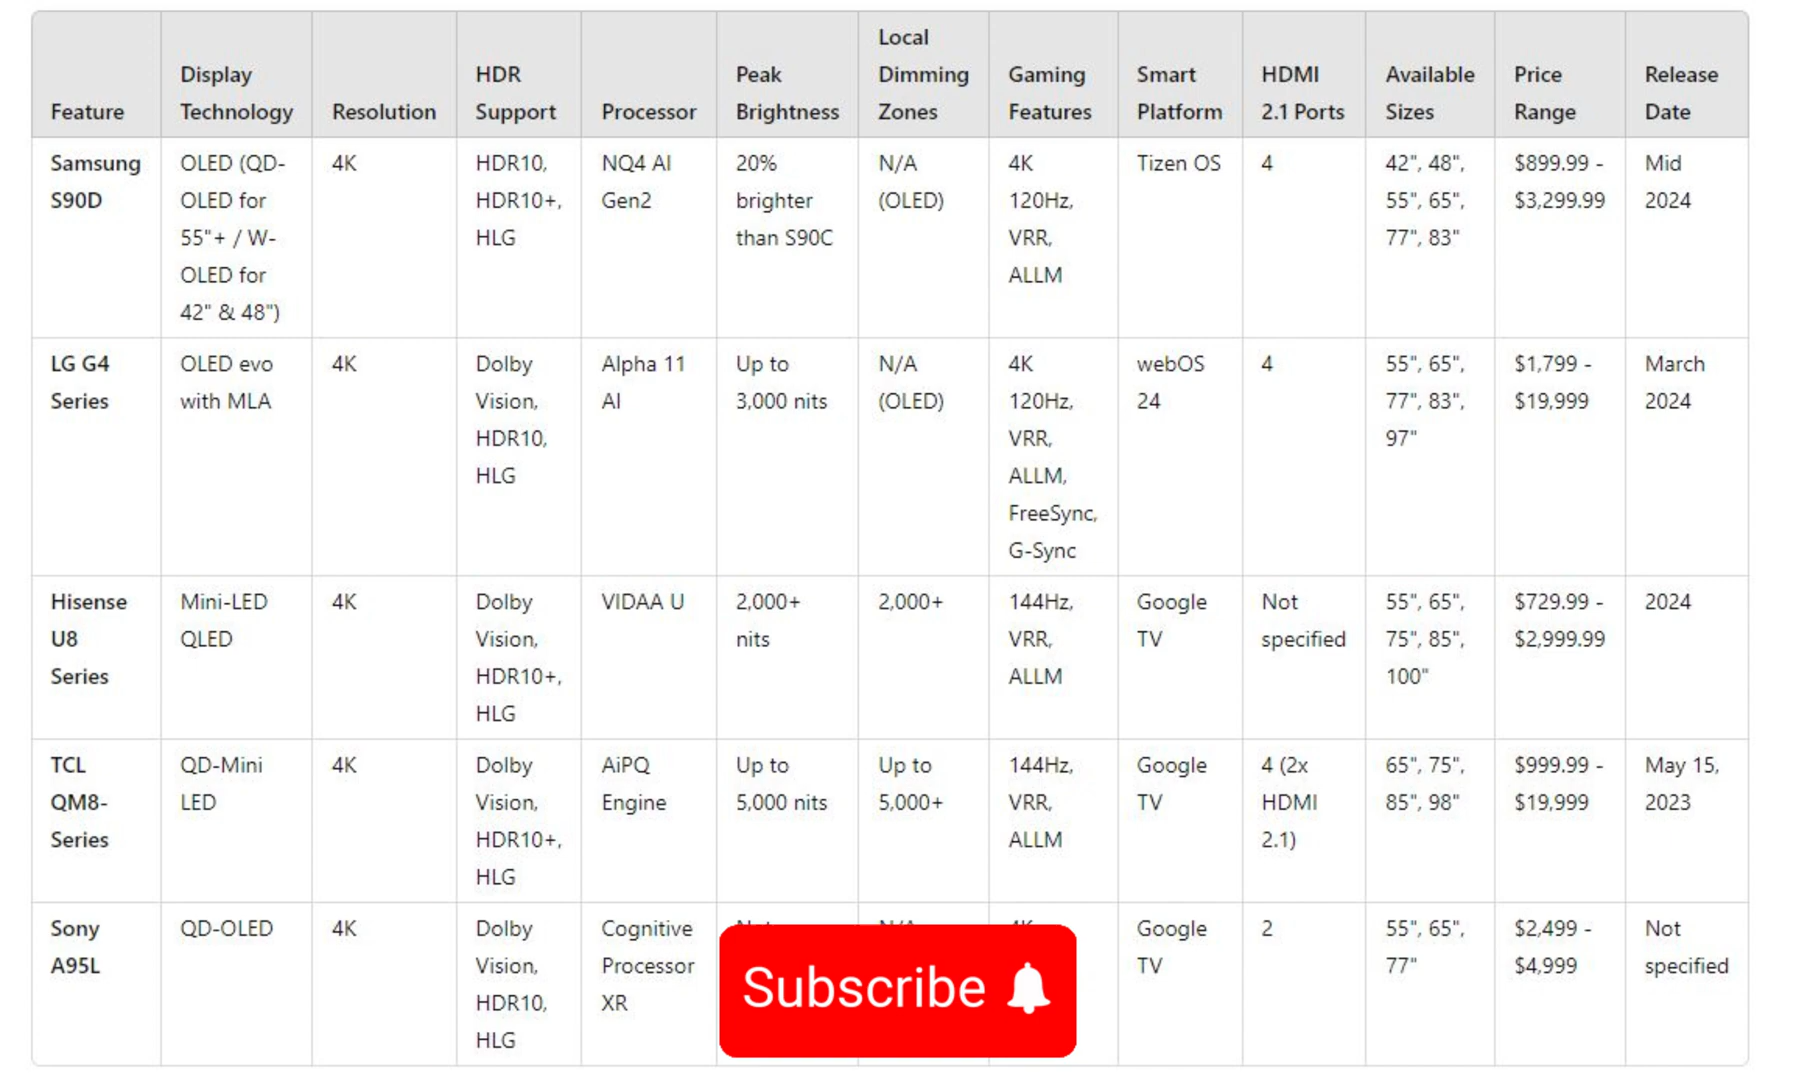 Feature
Display
Technology
Resolution
HDR
Support
Processor
Peak
Brightness
Local
Dimming
Zones
Gaming
Features
Smart
Platform
HDMI
2.1 Ports
Available
Sizes
Price
Range
Release
Date
Samsung
S90D
OLED (QD-
OLED for
55"+ / W-
OLED for
42" & 48")
4K
HDR10,
HDR10+,
HLG
NQ4 AI
Gen2
20%
brighter
than S90C
N/A
(OLED)
4K
120Hz,
VRR,
ALLM
Tizen OS
4
42", 48",
55", 65",
77", 83"
$899.99 -
$3,299.99
Mid
2024
LG G4
Series
OLED evo
with MLA
4K
Dolby
Vision,
HDR10,
HLG
Alpha 11
AI
Up to
3,000 nits
N/A
(OLED)
4K
120Hz,
VRR,
ALLM,
FreeSync,
G-Sync
webOS
24
4
55", 65",
77", 83",
97"
$1,799 -
$19,999
March
2024
Hisense
U8
Series
Mini-LED
QLED
4K
Dolby
Vision,
HDR10+,
HLG
VIDAA U
2,000+
nits
2,000+
144Hz,
VRR,
ALLM
Google
TV
Not
specified
55", 65",
75", 85",
100"
$729.99 -
$2,999.99
2024
TCL
QM8-
Series
QD-Mini
LED
4K
Dolby
Vision,
HDR10+,
HLG
AiPQ
Engine
Up to
5,000 nits
Up to
5,000+
144Hz,
VRR,
ALLM
Google
TV
4 (2x
HDMI
2.1)
65", 75",
85", 98"
$999.99 -
$19,999
May 15,
2023
Sony
A95L
QD-OLED
4K
Dolby
Vision,
HDR10,
HLG
Cognitive
Processor
XR
Subscribe
Google
TV
2
55", 65",
77"
$2,499 -
$4,999
Not
specified